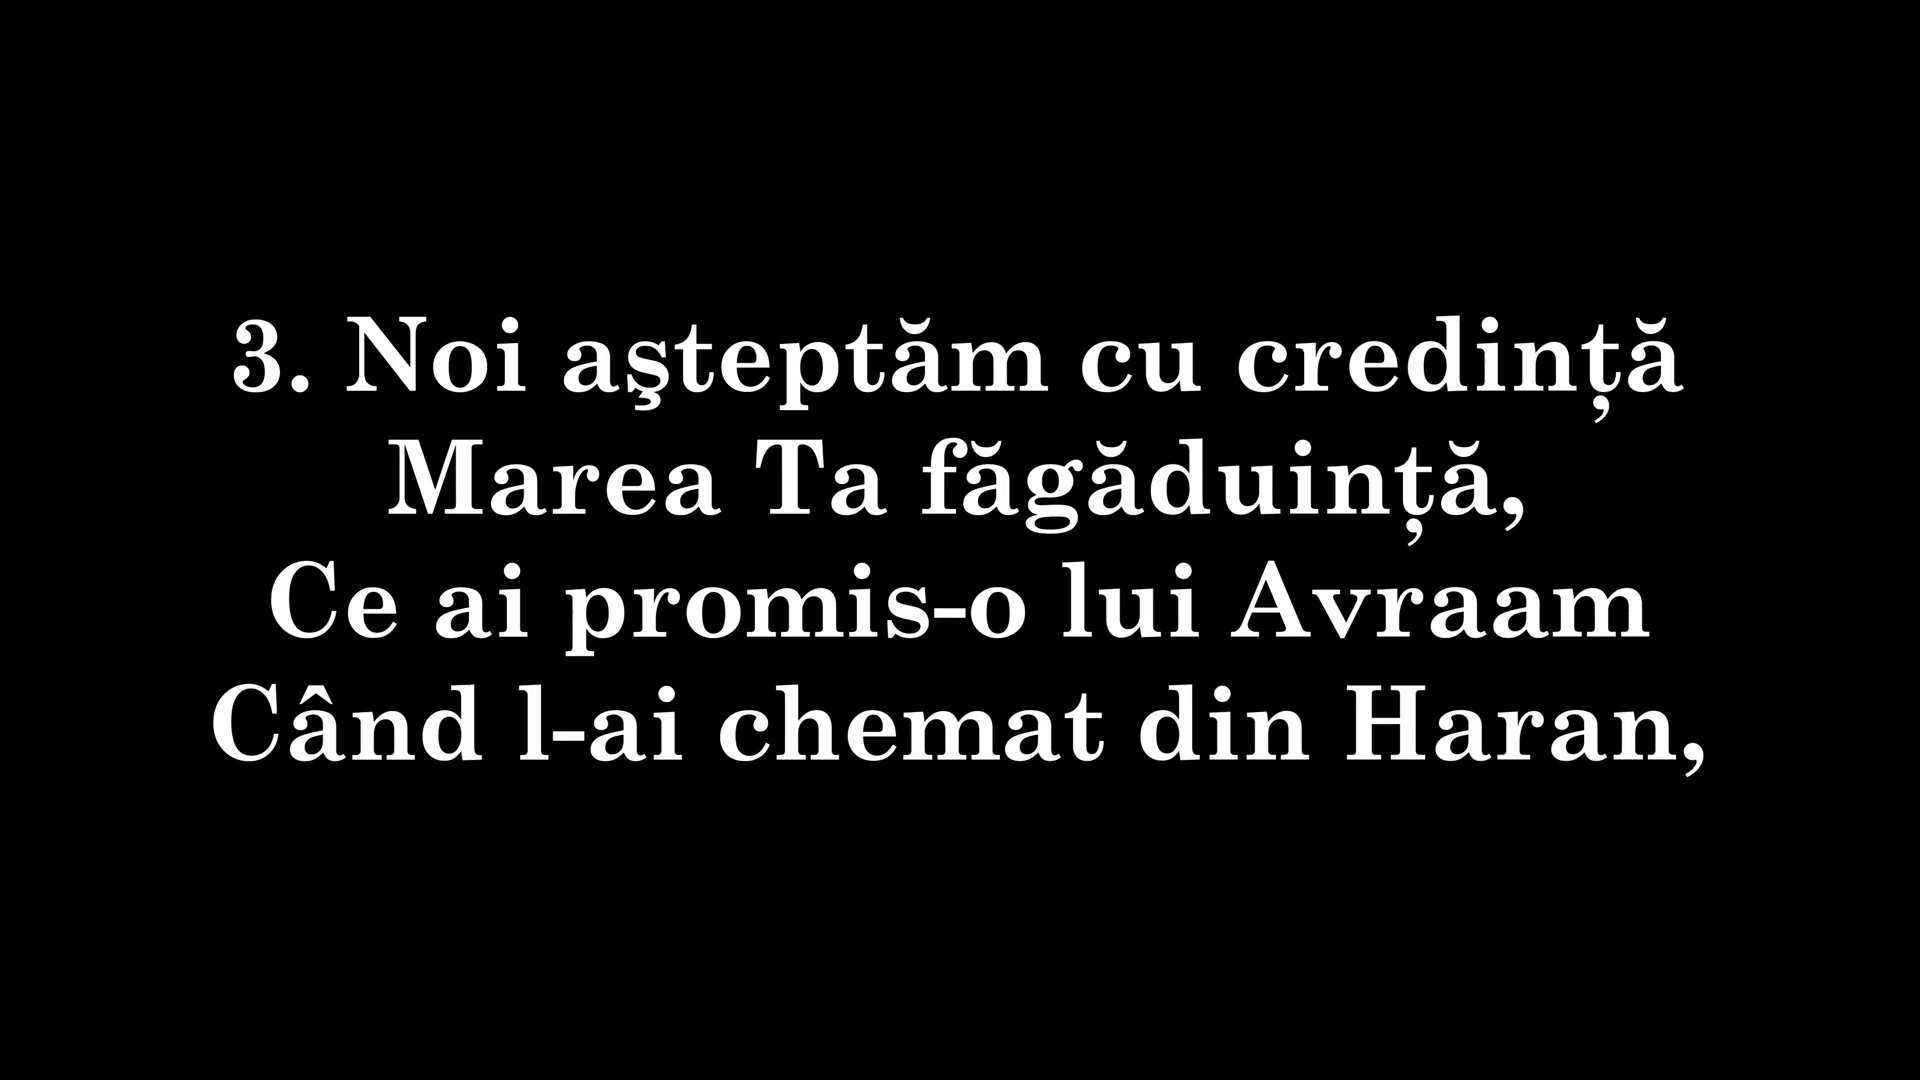 3. Noi aşteptăm cu credință
Marea Ta făgăduință,
Ce ai promis-o lui Avraam
Când l-ai chemat din Haran,